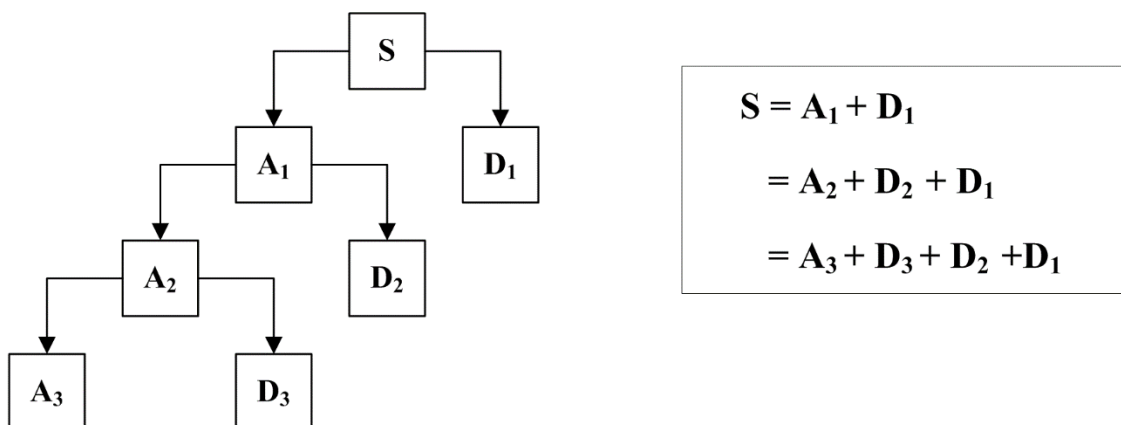 S
A₁
D₁
A₂
D₂
A₃
D₃
S = A₁ + D₁
= A₂ + D₂ + D₁
= A₃ + D₃ + D₂ +D₁